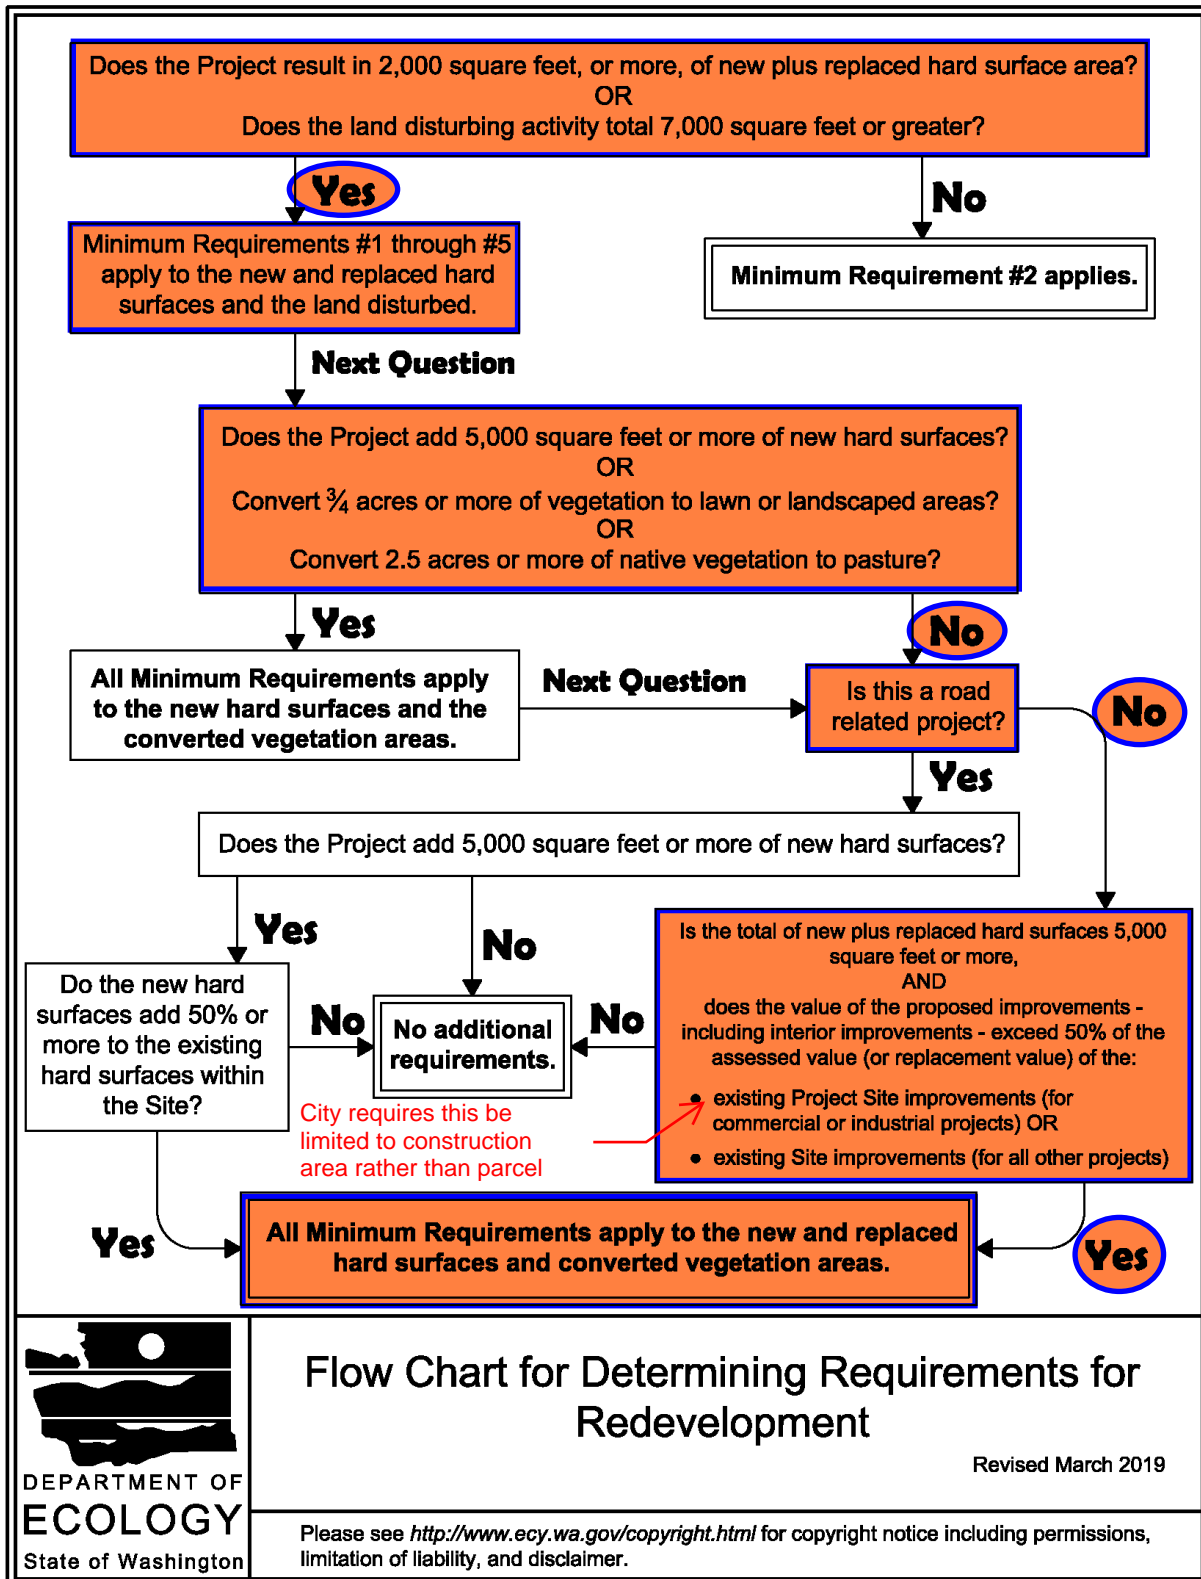 Does the Project result in 2,000 square feet, or more, of new plus replaced hard surface area?
OR
Does the land disturbing activity total 7,000 square feet or greater?
Yes
No
Minimum Requirements #1 through #5
apply to the new and replaced hard
surfaces and the land disturbed.
Minimum Requirement #2 applies.
Next Question
Does the Project add 5,000 square feet or more of new hard surfaces?
OR
Convert ¾ acres or more of vegetation to lawn or landscaped areas?
OR
Convert 2.5 acres or more of native vegetation to pasture?
Yes
No
All Minimum Requirements apply
to the new hard surfaces and the
converted vegetation areas.
Next Question
Is this a road
related project?
No
Yes
Does the Project add 5,000 square feet or more of new hard surfaces?
Yes
No
Do the new hard
surfaces add 50% or
more to the existing
hard surfaces within
the Site?
No
No additional
requirements.
No
Is the total of new plus replaced hard surfaces 5,000
square feet or more,
AND
does the value of the proposed improvements -
including interior improvements - exceed 50% of the
assessed value (or replacement value) of the:
• existing Project Site improvements (for
commercial or industrial projects) OR
• existing Site improvements (for all other projects)
City requires this be
limited to construction
area rather than parcel
Yes
All Minimum Requirements apply to the new and replaced
hard surfaces and converted vegetation areas.
Yes
DEPARTMENT OF
ECOLOGY
State of Washington
Flow Chart for Determining Requirements for
Redevelopment
Revised March 2019
Please see http://www.ecy.wa.gov/copyright.html for copyright notice including permissions,
limitation of liability, and disclaimer.